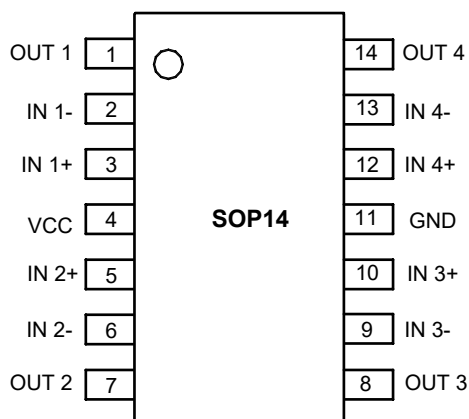 OUT 1 1 14 OUT 4
IN 1- 2 13 IN 4-
IN 1+ 3 12 IN 4+
VCC 4 SOP14 11 GND
IN 2+ 5 10 IN 3+
IN 2- 6 9 IN 3-
OUT 2 7 8 OUT 3